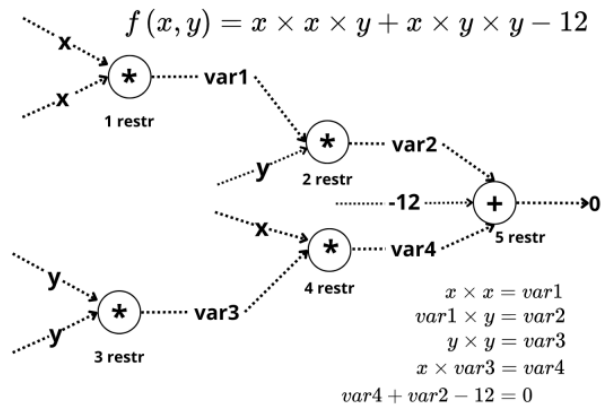 f (x, y) = x × x × y + x × y × y − 12
x
x
*
var1
1 restr
y
*
var2
2 restr
-12
+
0
5 restr
x
*
var4
4 restr
y
y
*
var3
3 restr
x × x = var1
var1 × y = var2
y × y = var3
x × var3 = var4
var4 + var2 − 12 = 0